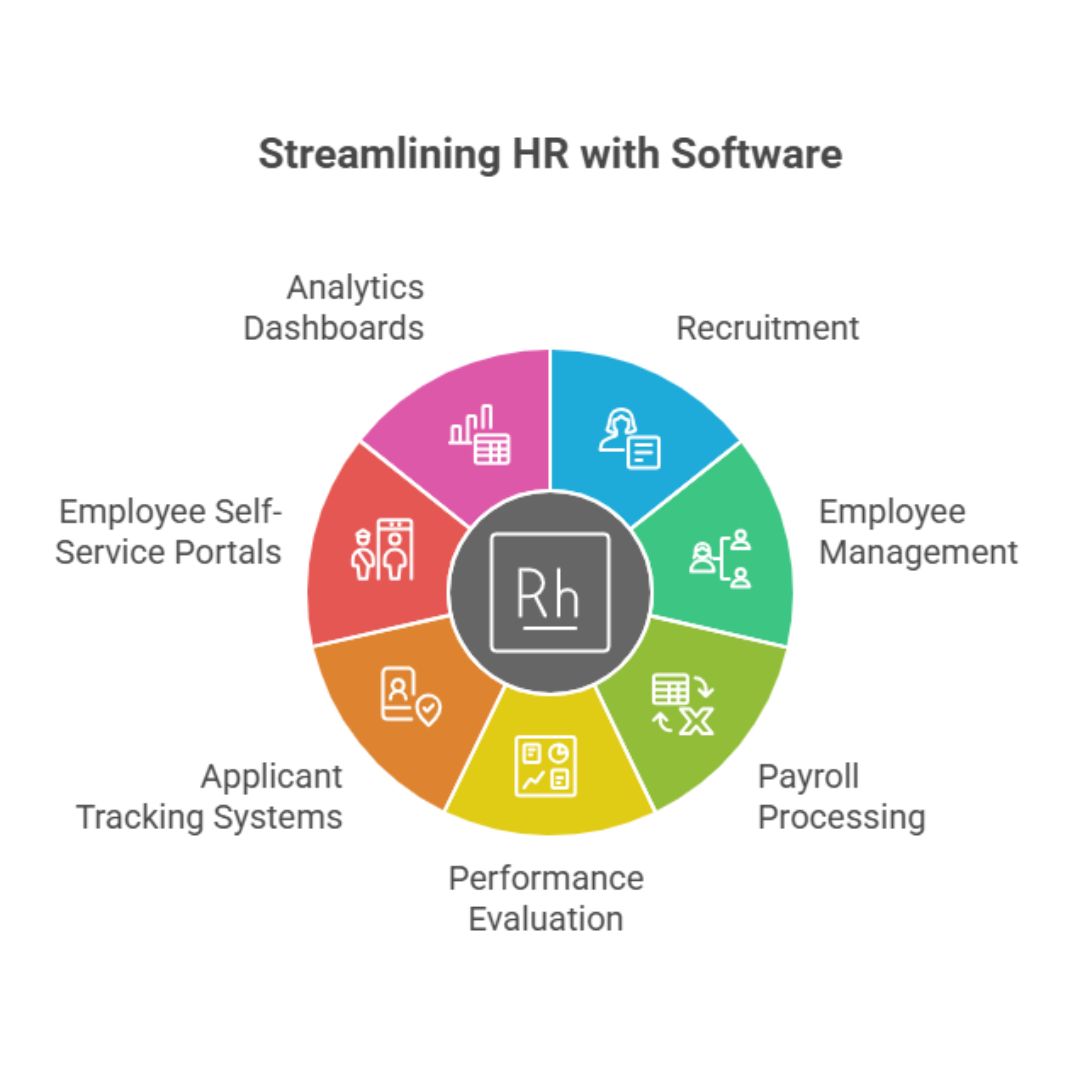 Streamlining HR with Software
Analytics
Dashboards
Recruitment
Employee Self-
Service Portals
Employee
Management
Rh
Applicant
Tracking Systems
Payroll
Processing
Performance
Evaluation